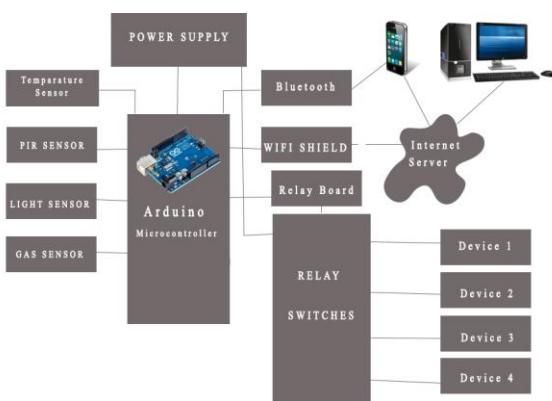 POWER SUPPLY
Temparature
Sensor
Bluetooth
PIR SENSOR
WIFI SHIELD
Internet
Server
LIGHT SENSOR
Relay Board
Arduino
Microcontroller
GAS SENSOR
RELAY
SWITCHES
Device 1
Device 2
Device 3
Device 4